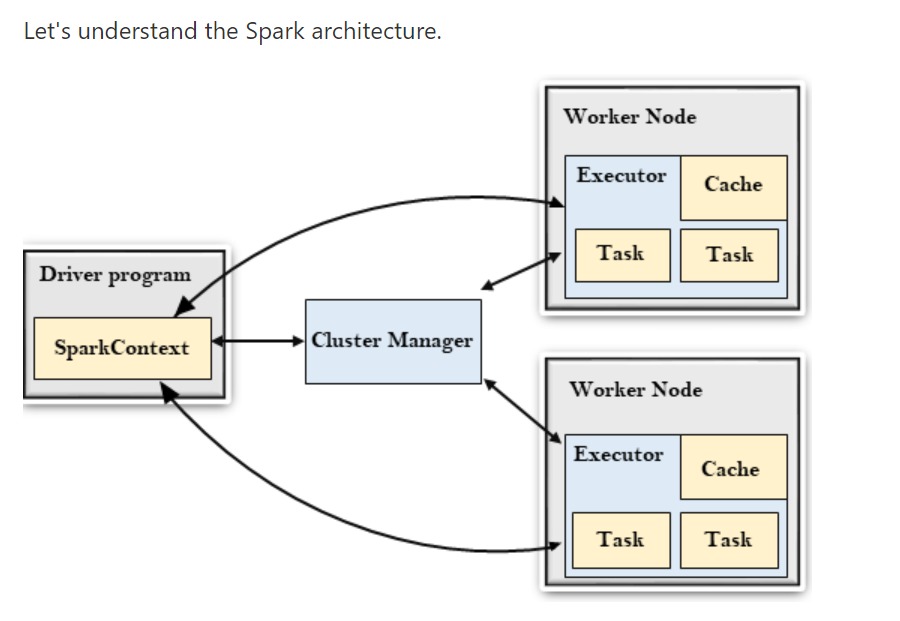 Let's understand the Spark architecture.
Worker Node
Executor
Cache
Task
Task
Driver program
SparkContext
Cluster Manager
Worker Node
Executor
Cache
Task
Task